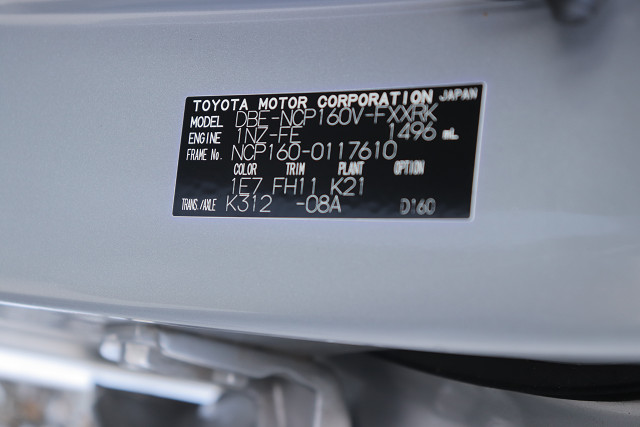 TOYOTA MOTOR CORPORATION JAPAN
MODEL DBE-NCP160V-FXXRK
ENGINE 1NZ-FE 1496 mL
FRAME No. NCP160-0117610
COLOR TRIM PLANT OPTION
1E7 FH11 K21
TRANS./AXLE K312 -08A D160